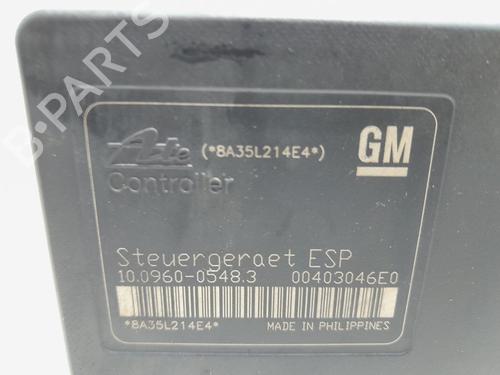 B-PARTS
Ate (*8A35L214E4*) GM
Controller
Steuergeraet ESP
10.0960-0548.3 00403046E0
*8A35L214E4* MADE IN PHILIPPINES